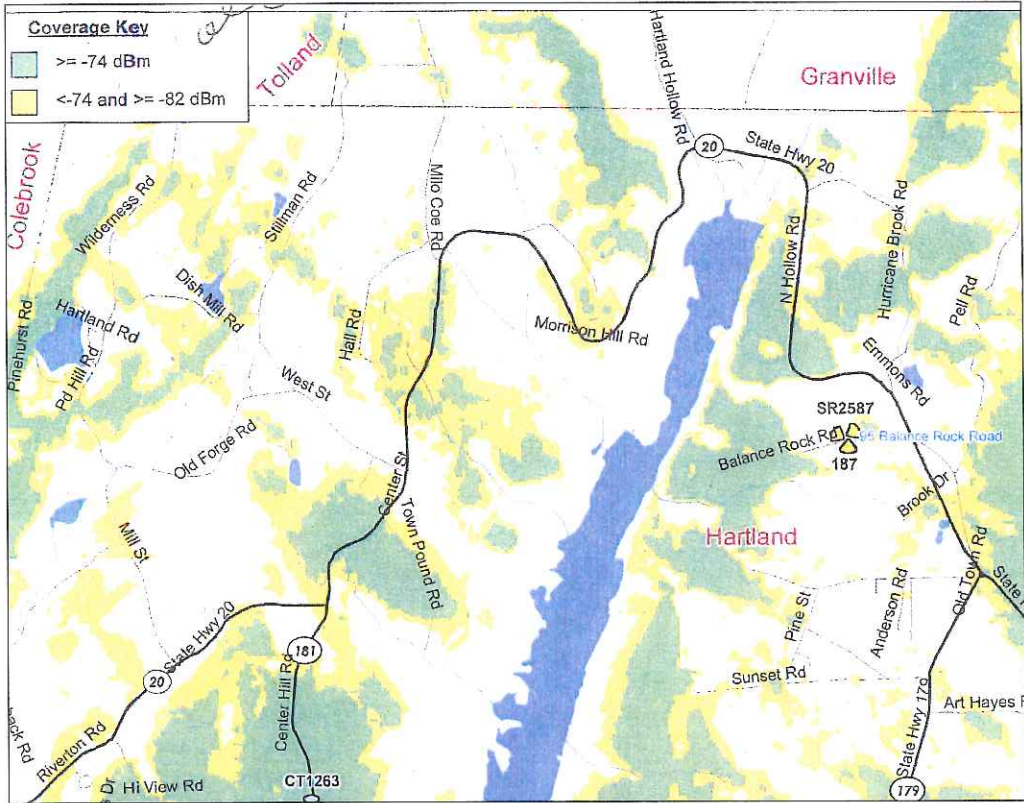 Coverage Key
>= -74 dBm
<-74 and >= -82 dBm
Tolland
Granville
Colebrook
Hartland Hollow Rd
20
State Hwy 20
Wilderness Rd
Stillman Rd
Milo Coe Rd
N Hollow Rd
Hurricane Brook Rd
Pell Rd
Dish Mill Rd
Hartland Rd
Pinehurst Rd
Pd Hill Rd
Hall Rd
Morrison Hill Rd
Emmons Rd
West St
SR2587
Balance Rock Rd
95 Balance Rock Road
187
Old Forge Rd
Center St
Town Pound Rd
Brook Dr
Hartland
Mill St
Old Town Rd
State
Pine St
Anderson Rd
State Hwy 20
181
20
Center Hill Rd
Sunset Rd
Art Hayes R
State Hwy 179
Riverton Rd
Rd
Dr
Hi View Rd
CT1263
179